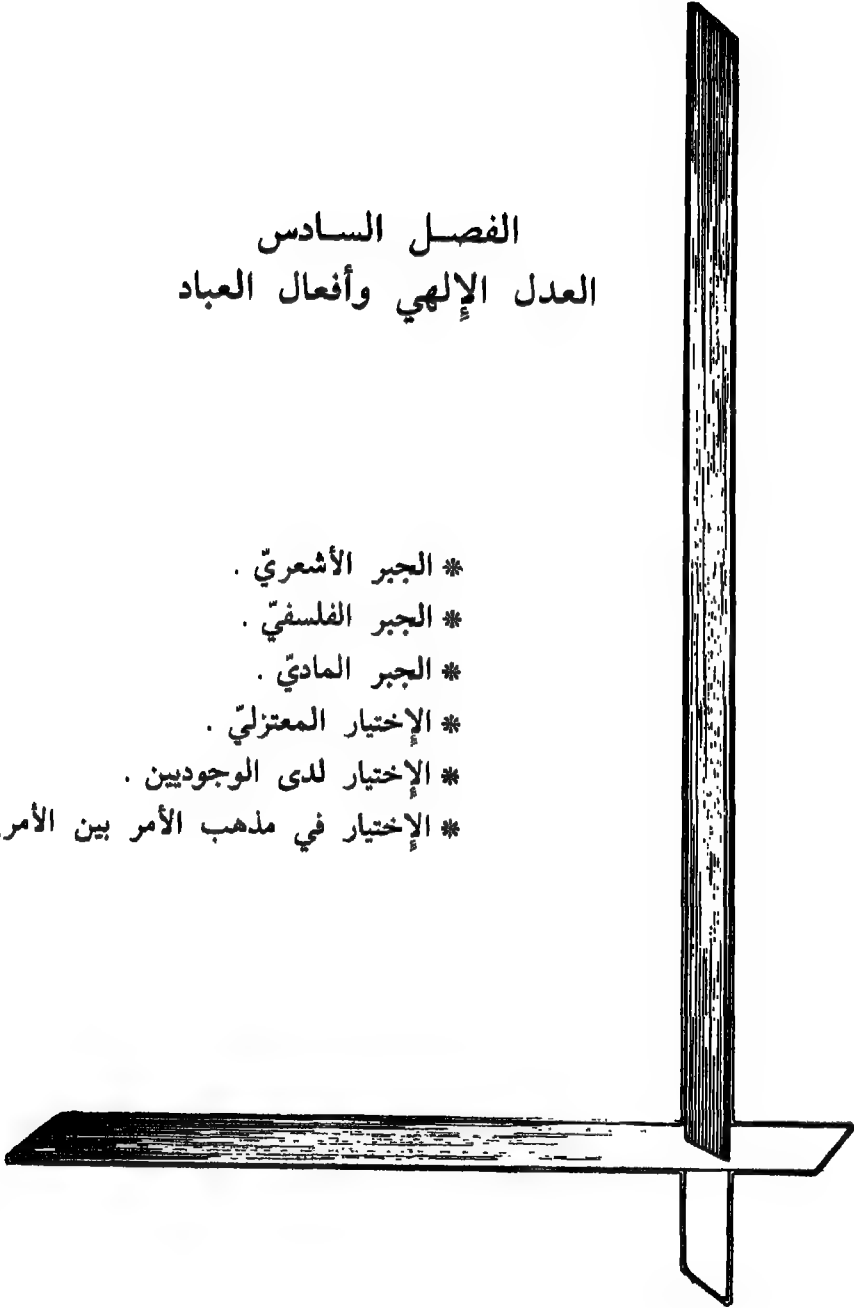 الفصل السادس
العدل الإلهي وأفعال العباد
* الجبر الأشعريّ .
* الجبر الفلسفيّ .
* الجبر الماديّ .
* الإختيار المعتزليّ .
* الإختيار لدى الوجوديين .
* الإختيار في مذهب الأمر بين